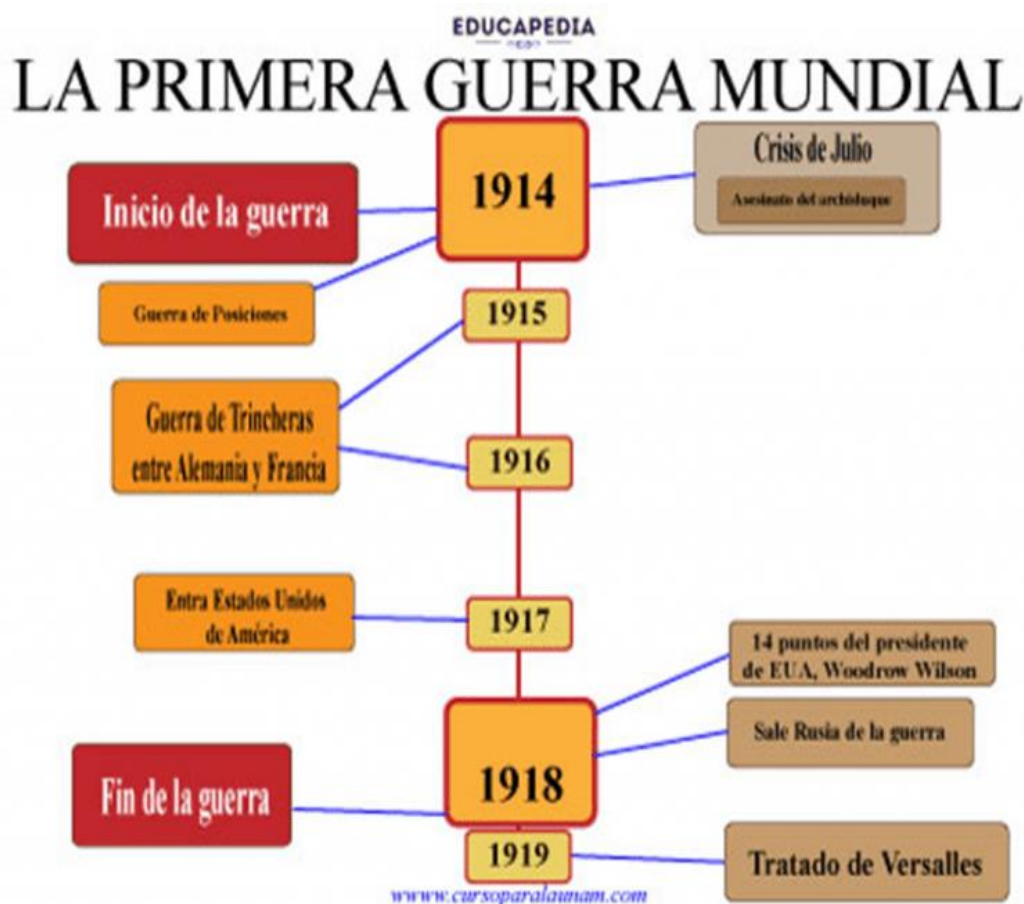 EDUCAPEDIA
LA PRIMERA GUERRA MUNDIAL
1914
Crisis de Julio
Asesinato del archiduque
Inicio de la guerra
Guerra de Posiciones
1915
Guerra de Trincheras
entre Alemania y Francia
1916
Entra Estados Unidos
de América
1917
14 puntos del presidente
de EUA, Woodrow Wilson
Sale Rusia de la guerra
1918
Fin de la guerra
1919
Tratado de Versalles
wwww.cursoparalaunam.com